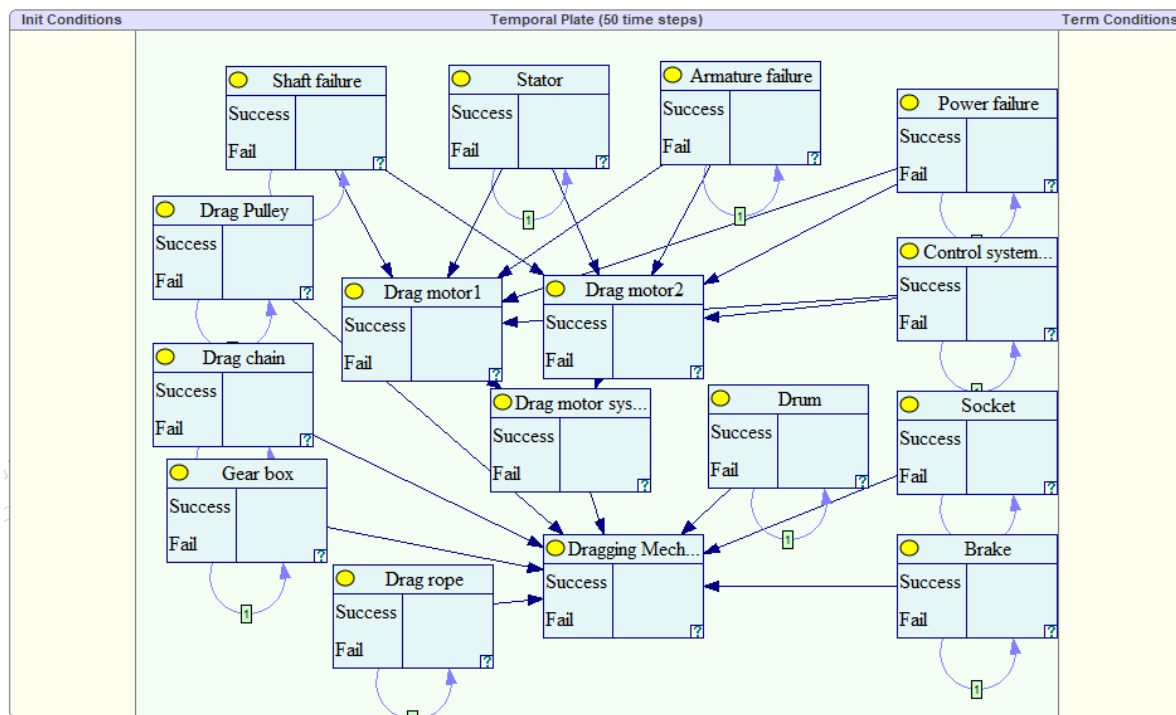 Init Conditions
Temporal Plate (50 time steps)
Term Conditions
Shaft failure
Success
Fail
?
Stator
Success
Fail
?
1
Armature failure
Success
Fail
?
1
Power failure
Success
Fail
?
Drag Pulley
Success
Fail
?
Drag motor1
Success
Fail
?
Drag motor2
Success
Fail
?
Control system...
Success
Fail
?
Drag chain
Success
Fail
?
Drag motor sys...
Success
Fail
?
Drum
Success
Fail
?
1
Socket
Success
Fail
?
Gear box
Success
Fail
?
1
Dragging Mech...
Success
Fail
?
Brake
Success
Fail
?
1
Drag rope
Success
Fail
?